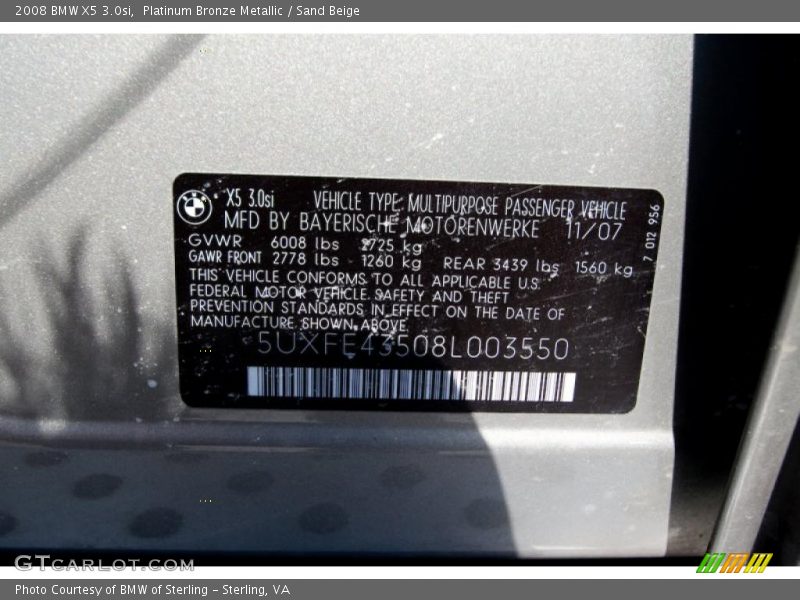 2008 BMW X5 3.0si, Platinum Bronze Metallic / Sand Beige
BMW
X5 3.0si VEHICLE TYPE: MULTIPURPOSE PASSENGER VEHICLE
MFD BY BAYERISCHE MOTORENWERKE 11/07
GVWR 6008 lbs 2725 kg
GAWR FRONT 2778 lbs 1260 kg REAR 3439 lbs 1560 kg
THIS VEHICLE CONFORMS TO ALL APPLICABLE U.S.
FEDERAL MOTOR VEHICLE SAFETY AND THEFT
PREVENTION STANDARDS IN EFFECT ON THE DATE OF
MANUFACTURE SHOWN ABOVE.
5UXFE43508L003550
7 012 956
GTCARLOT.COM
Photo Courtesy of BMW of Sterling - Sterling, VA